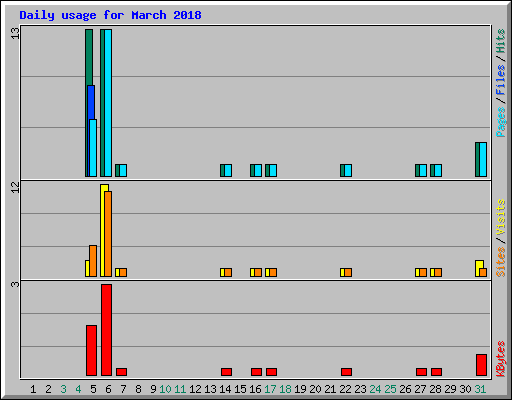 Daily usage for March 2018
13
Pages / Files / Hits
12
Sites / Visits
3
KBytes
1 2 3 4 5 6 7 8 9 10 11 12 13 14 15 16 17 18 19 20 21 22 23 24 25 26 27 28 29 30 31